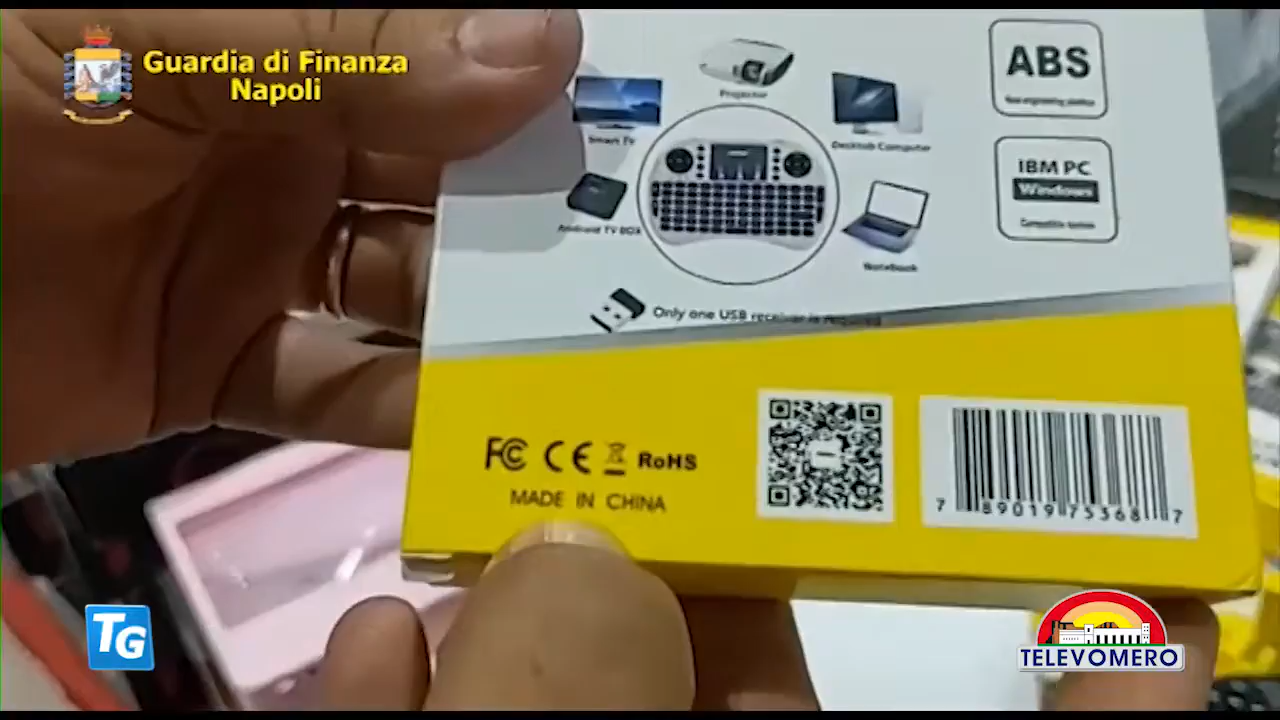 Guardia di Finanza
Napoli
Projector
Smart TV
Desktob Computer
Android TV BOX
Notebook
Only one USB receiver is required
ABS
IBM PC
Windows
FC CE RoHS
MADE IN CHINA
7 89019 75368 7
TG
TELEVOMERO